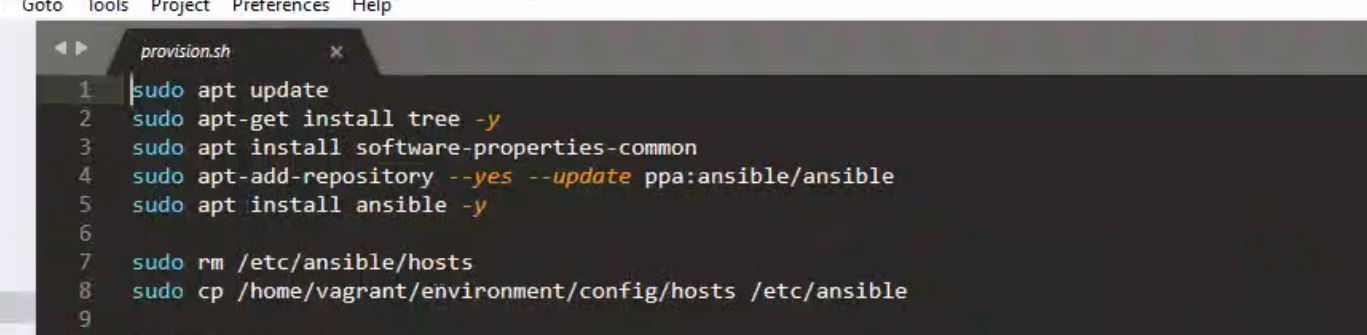 Goto Tools Project Preferences Help
provision.sh ×
1 sudo apt update
2 sudo apt-get install tree -y
3 sudo apt install software-properties-common
4 sudo apt-add-repository --yes --update ppa:ansible/ansible
5 sudo apt install ansible -y
6
7 sudo rm /etc/ansible/hosts
8 sudo cp /home/vagrant/environment/config/hosts /etc/ansible
9